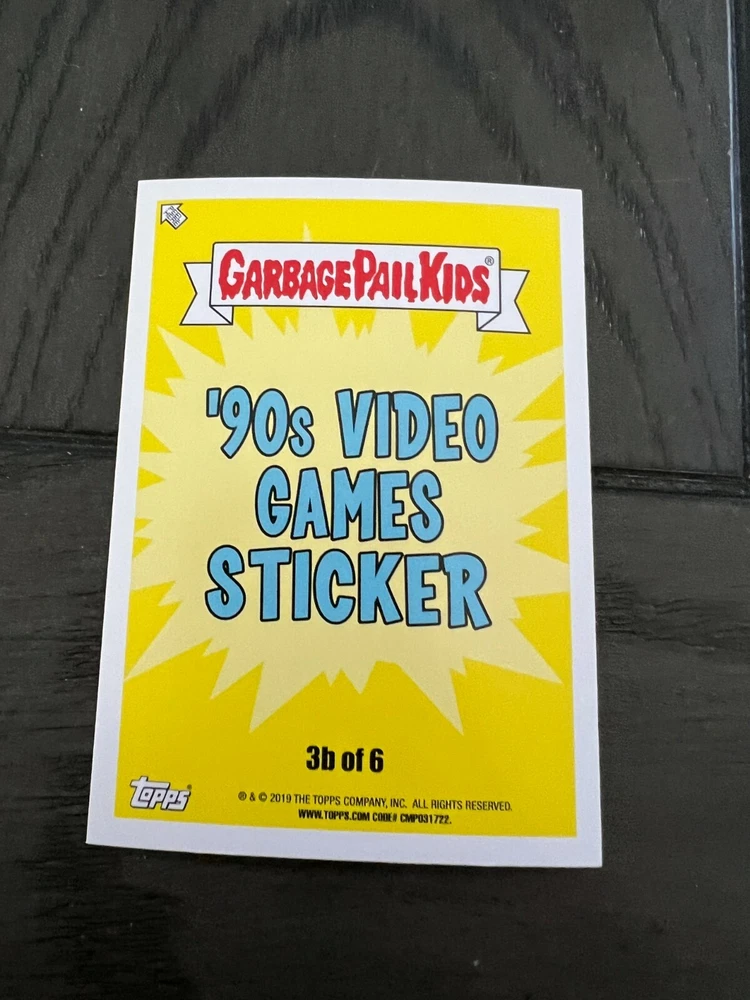 GARBAGE PAIL KIDS®
'90s VIDEO
GAMES
STICKER
3b of 6
topps®
® & © 2019 THE TOPPS COMPANY, INC. ALL RIGHTS RESERVED.
WWW.TOPPS.COM CODE# CMP031722.